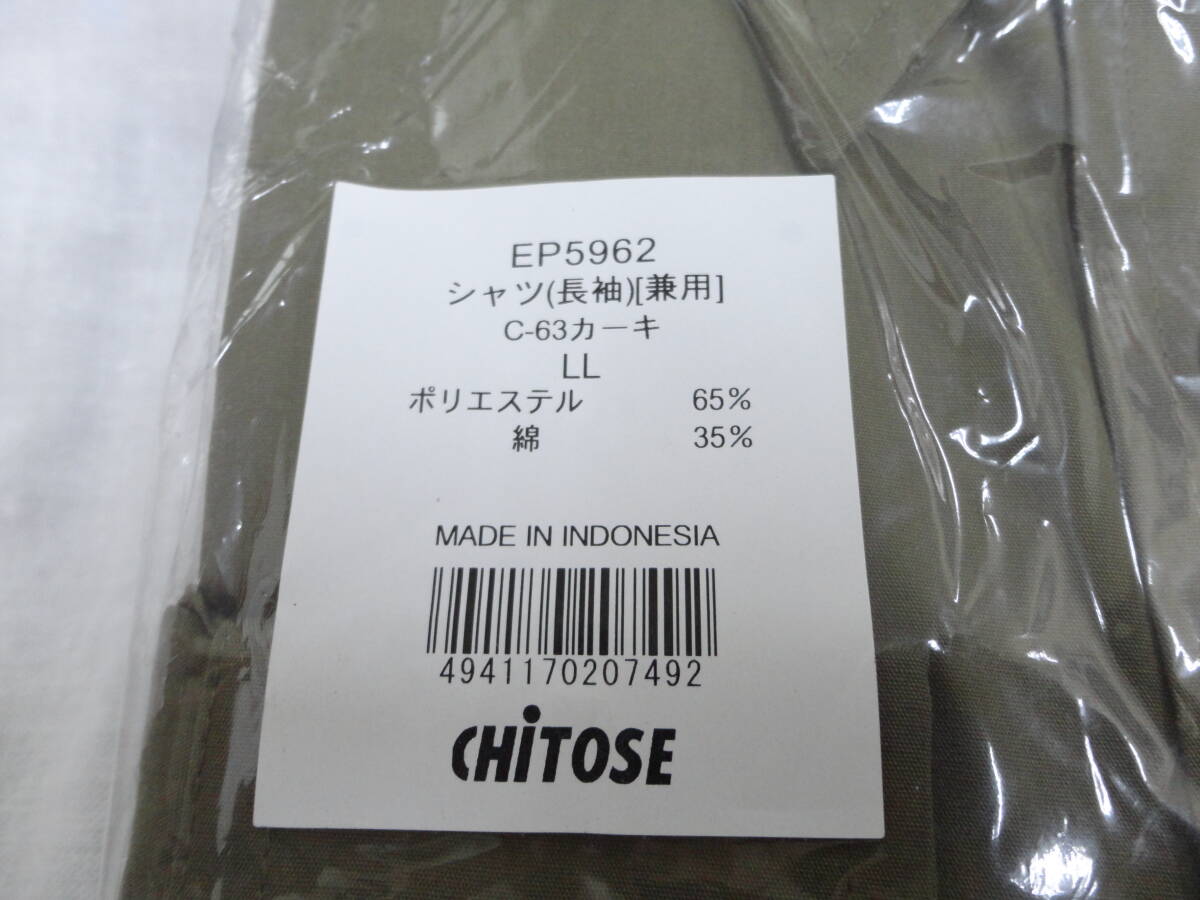 EP5962
シャツ(長袖)[兼用]
C-63カーキ
LL
ポリエステル 65%
綿 35%
MADE IN INDONESIA
4941170207492
CHiTOSE